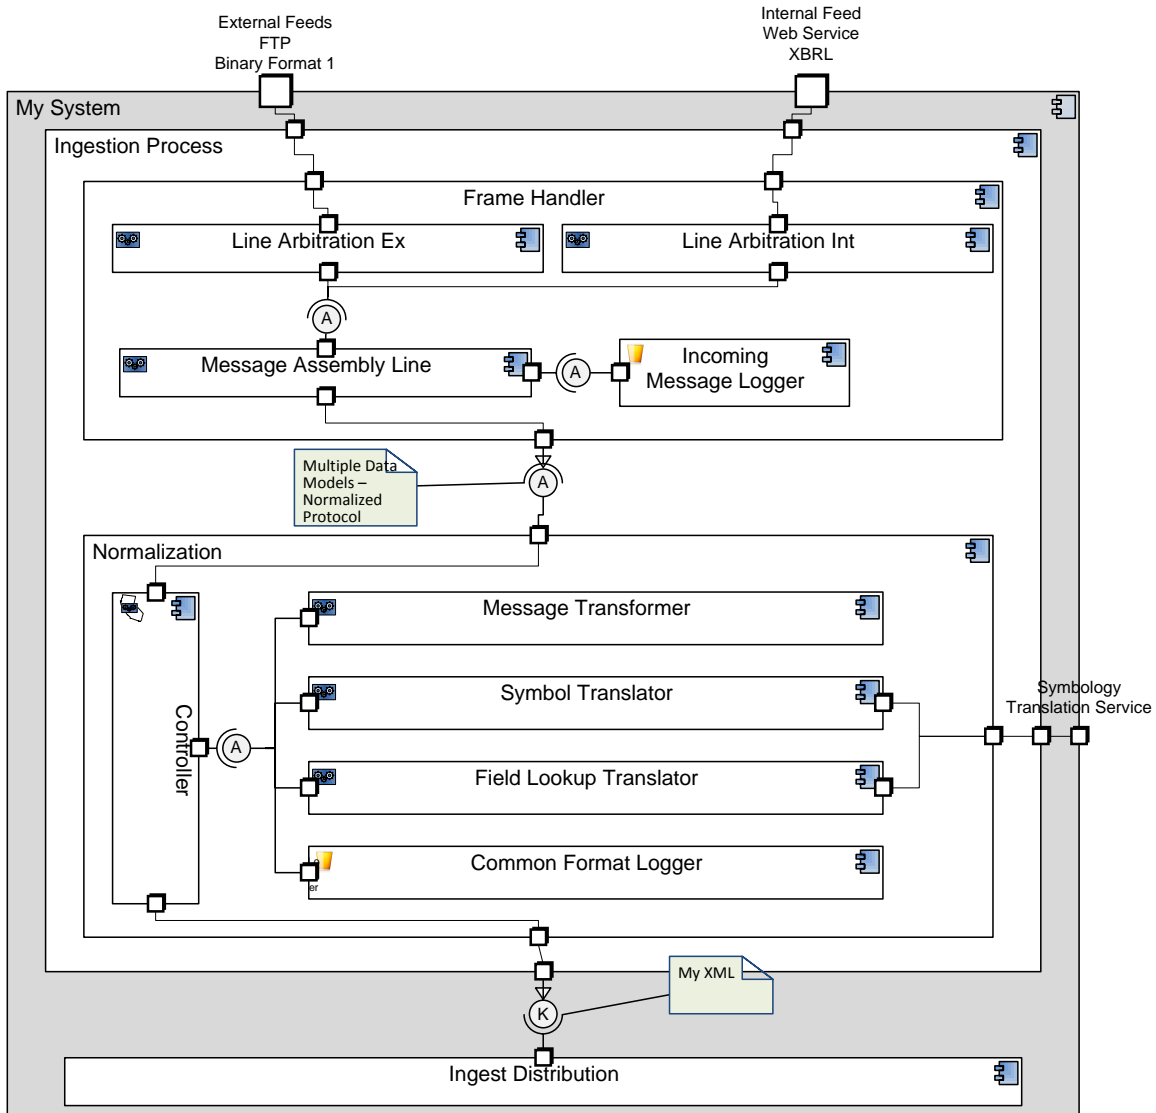 External Feeds
FTP
Binary Format 1
Internal Feed
Web Service
XBRL
My System
Ingestion Process
Frame Handler
Line Arbitration Ex
Line Arbitration Int
A
Message Assembly Line
A
Incoming
Message Logger
Multiple Data
Models –
Normalized
Protocol
A
Normalization
Controller
A
Message Transformer
Symbol Translator
Field Lookup Translator
Common Format Logger
er
Symbology
Translation Service
My XML
K
Ingest Distribution